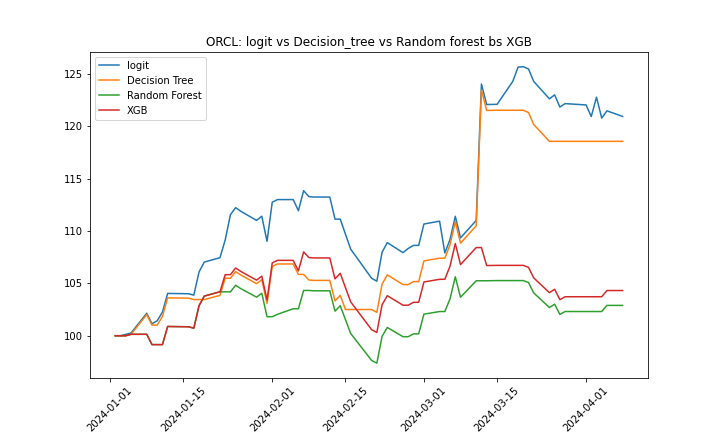 ORCL: logit vs Decision_tree vs Random forest bs XGB
logit
Decision Tree
Random Forest
XGB
125
120
115
110
105
100
2024-01-01
2024-01-15
2024-02-01
2024-02-15
2024-03-01
2024-03-15
2024-04-01